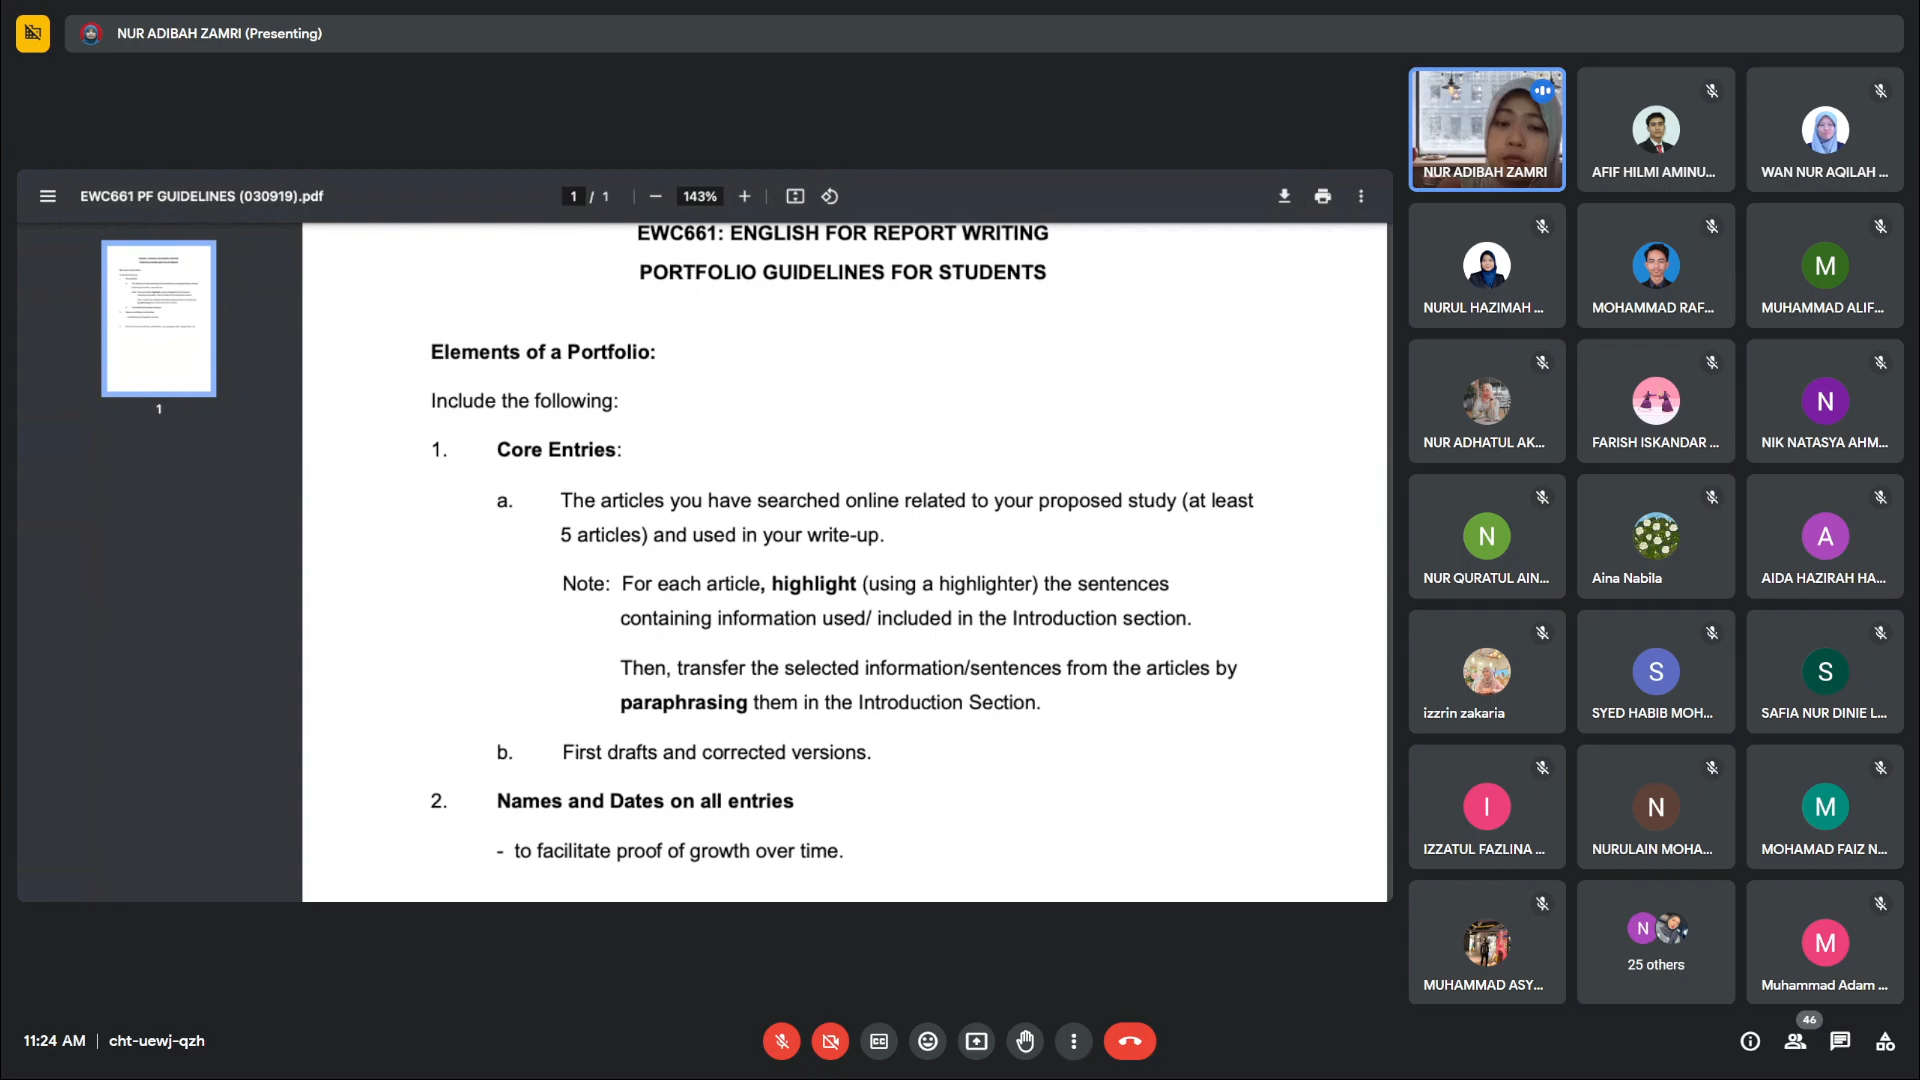 NUR ADIBAH ZAMRI (Presenting)
EWC661 PF GUIDELINES (030919).pdf
1 / 1
143%
1
EWC661: ENGLISH FOR REPORT WRITING
PORTFOLIO GUIDELINES FOR STUDENTS
Elements of a Portfolio:
Include the following:
1. Core Entries:
a. The articles you have searched online related to your proposed study (at least
5 articles) and used in your write-up.
Note: For each article, highlight (using a highlighter) the sentences
containing information used/ included in the Introduction section.
Then, transfer the selected information/sentences from the articles by
paraphrasing them in the Introduction Section.
b. First drafts and corrected versions.
2. Names and Dates on all entries
- to facilitate proof of growth over time.
NUR ADIBAH ZAMRI
AFIF HILMI AMINU...
WAN NUR AQILAH ...
NURUL HAZIMAH ...
MOHAMMAD RAF...
M
MUHAMMAD ALIF...
NUR ADHATUL AK...
FARISH ISKANDAR ...
N
NIK NATASYA AHM...
N
NUR QURATUL AIN...
Aina Nabila
A
AIDA HAZIRAH HA...
izzrin zakaria
S
SYED HABIB MOH...
S
SAFIA NUR DINIE L...
I
IZZATUL FAZLINA ...
N
NURULAIN MOHA...
M
MOHAMAD FAIZ N...
MUHAMMAD ASY...
N
25 others
M
Muhammad Adam ...
11:24 AM | cht-uewj-qzh
CC
46